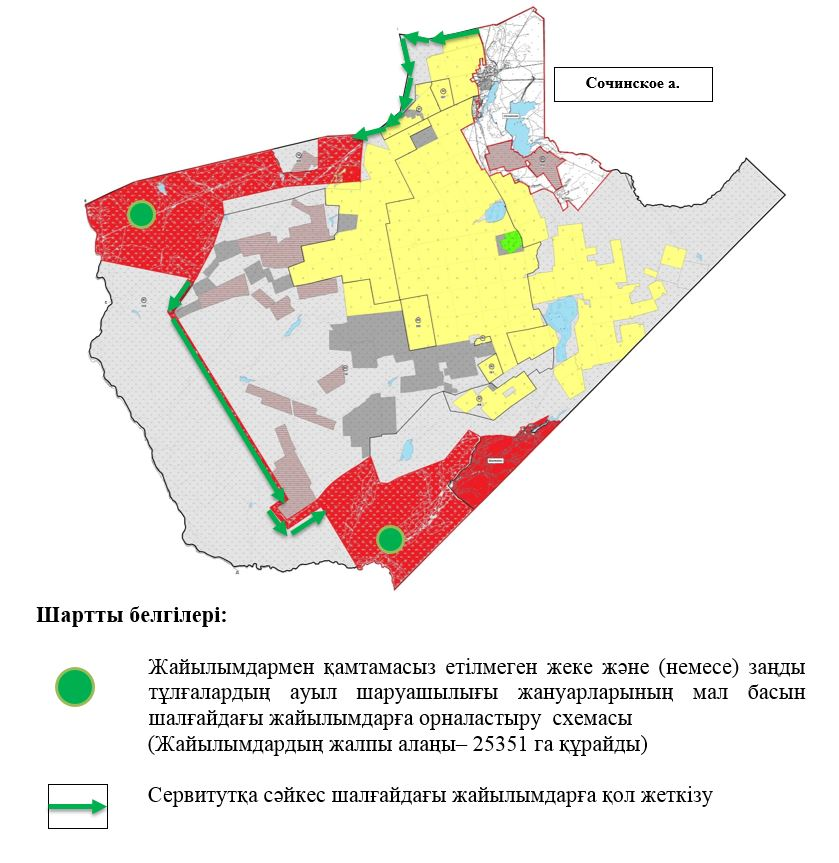 Сочинское а.
Шартты белгілері:
Жайылымдармен қамтамасыз етілмеген жеке және (немесе) заңды
тұлғалардың ауыл шаруашылығы жануарларының мал басын
шалғайдағы жайылымдарға орналастыру схемасы
(Жайылымдардың жалпы алаңы– 25351 га құрайды)
Сервитутқа сәйкес шалғайдағы жайылымдарға қол жеткізу